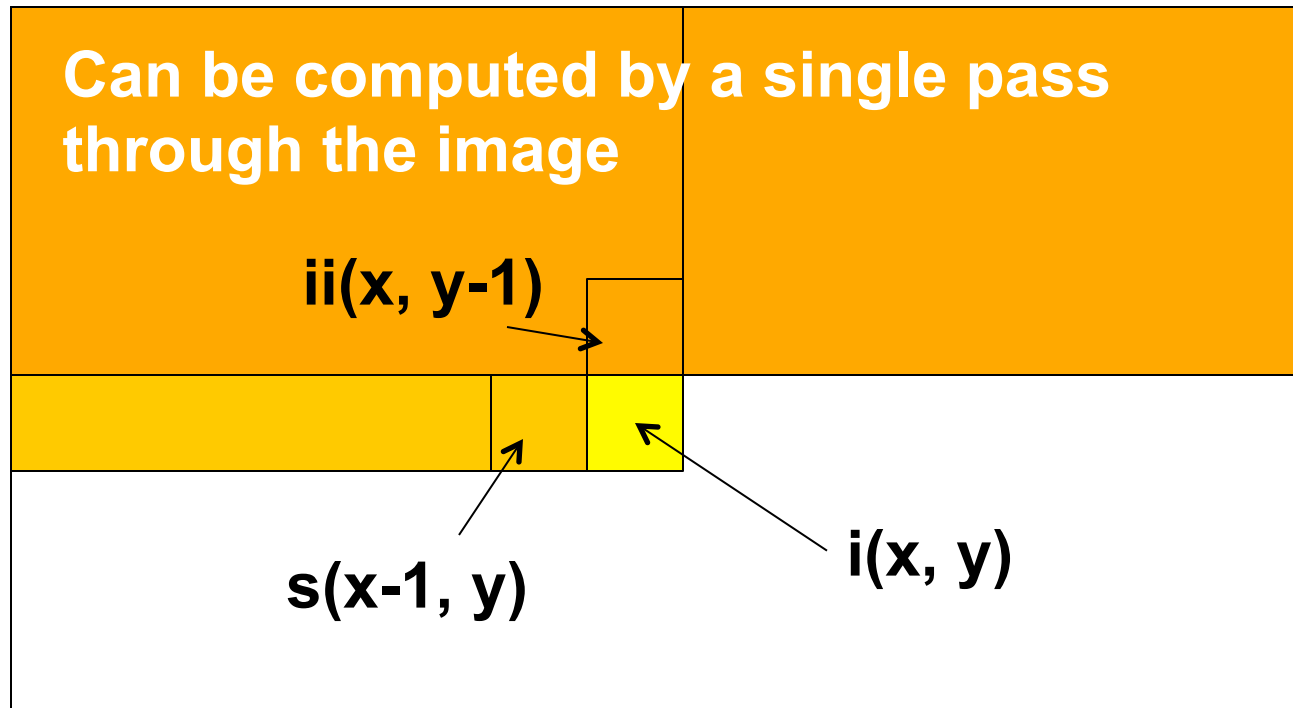 Can be computed by a single pass
through the image
ii(x, y-1)
s(x-1, y)
i(x, y)